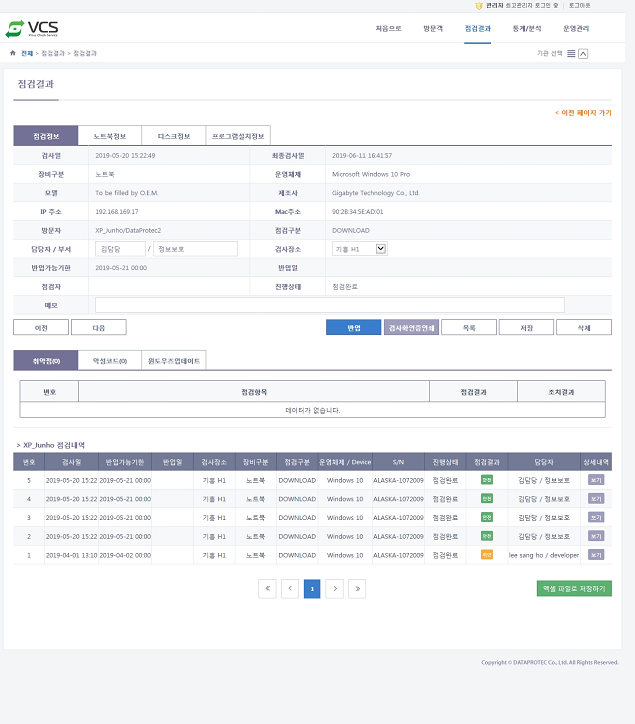 관리자 최고관리자 로그인 중 | 로그아웃
VCS
Virus Check Service
처음으로 방문객 점검결과 통계/분석 운영관리
전체 > 점검결과 > 점검결과 기관 선택
점검결과
< 이전 페이지 가기
점검정보 노트북정보 디스크정보 프로그램설치정보
검사일 2019-05-20 15:22:49 최종검사일 2019-06-11 16:41:57
장비구분 노트북 운영체제 Microsoft Windows 10 Pro
모델 To be filled by O.E.M. 제조사 Gigabyte Technology Co., Ltd.
IP 주소 192.168.169.17 Mac주소 90:2B:34:5E:AD:01
방문자 XP_Junho/DataProtec2 점검구분 DOWNLOAD
담당자 / 부서 김담당 / 정보보호 검사장소 기흥 H1
반입가능기한 2019-05-21 00:00 반입일
점검자 진행상태 점검완료
메모
이전 다음 반입 검사확인증인쇄 목록 저장 삭제
취약점(0) 악성코드(0) 윈도우즈업데이트
번호 점검항목 점검결과 조치결과
데이터가 없습니다.
> XP_Junho 점검내역
번호 검사일 반입가능기한 반입일 검사장소 장비구분 점검구분 운영체제 / Device S/N 진행상태 점검결과 담당자 상세내역
5 2019-05-20 15:22 2019-05-21 00:00 기흥 H1 노트북 DOWNLOAD Windows 10 ALASKA-1072009 점검완료 안전 김담당 / 정보보호 보기
4 2019-05-20 15:22 2019-05-21 00:00 기흥 H1 노트북 DOWNLOAD Windows 10 ALASKA-1072009 점검완료 안전 김담당 / 정보보호 보기
3 2019-05-20 15:22 2019-05-21 00:00 기흥 H1 노트북 DOWNLOAD Windows 10 ALASKA-1072009 점검완료 안전 김담당 / 정보보호 보기
2 2019-05-20 15:22 2019-05-21 00:00 기흥 H1 노트북 DOWNLOAD Windows 10 ALASKA-1072009 점검완료 안전 김담당 / 정보보호 보기
1 2019-04-01 13:10 2019-04-02 00:00 기흥 H1 노트북 DOWNLOAD Windows 10 ALASKA-1072009 점검완료 lee sang ho / developer 보기
« < 1 > »
엑셀 파일로 저장하기
Copyright © DATAPROTEC Co., Ltd. All Rights Reserved.